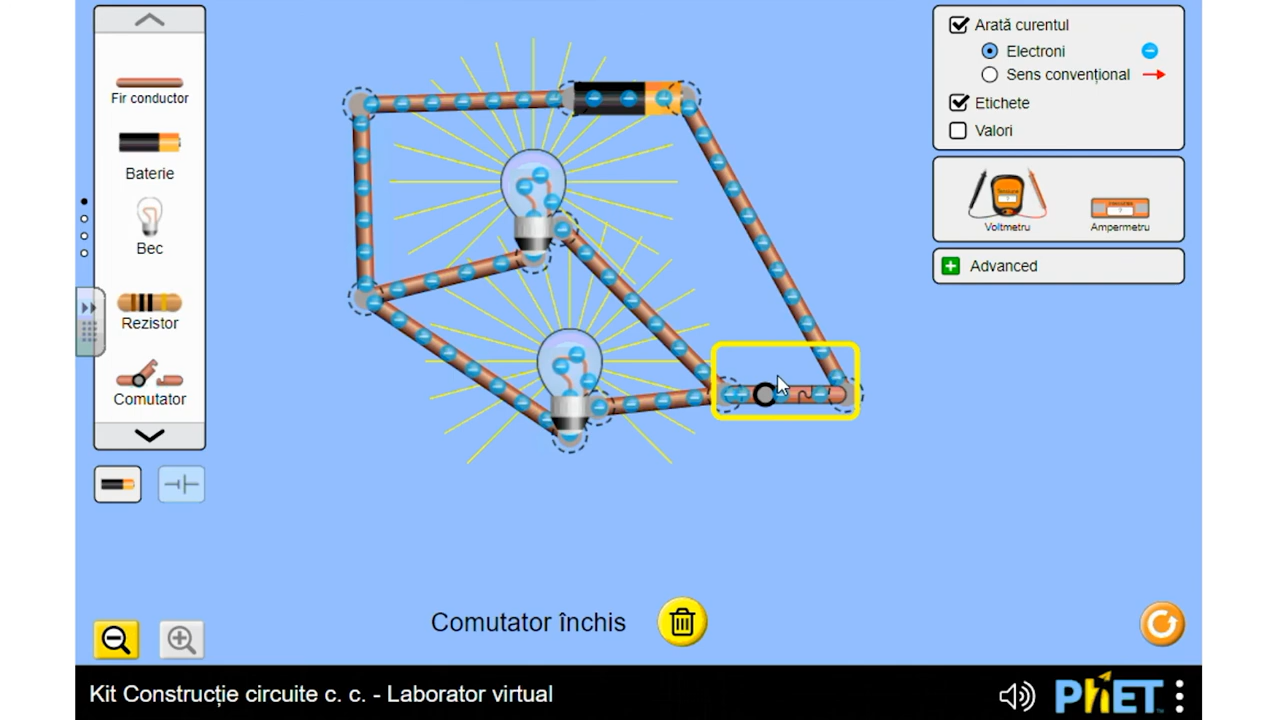 Fir conductor
Baterie
Bec
Rezistor
Comutator
Arată curentul
Electroni
Sens convențional
Etichete
Valori
Voltmetru
Ampermetru
Advanced
Comutator închis
Kit Construcție circuite c. c. - Laborator virtual
PhET